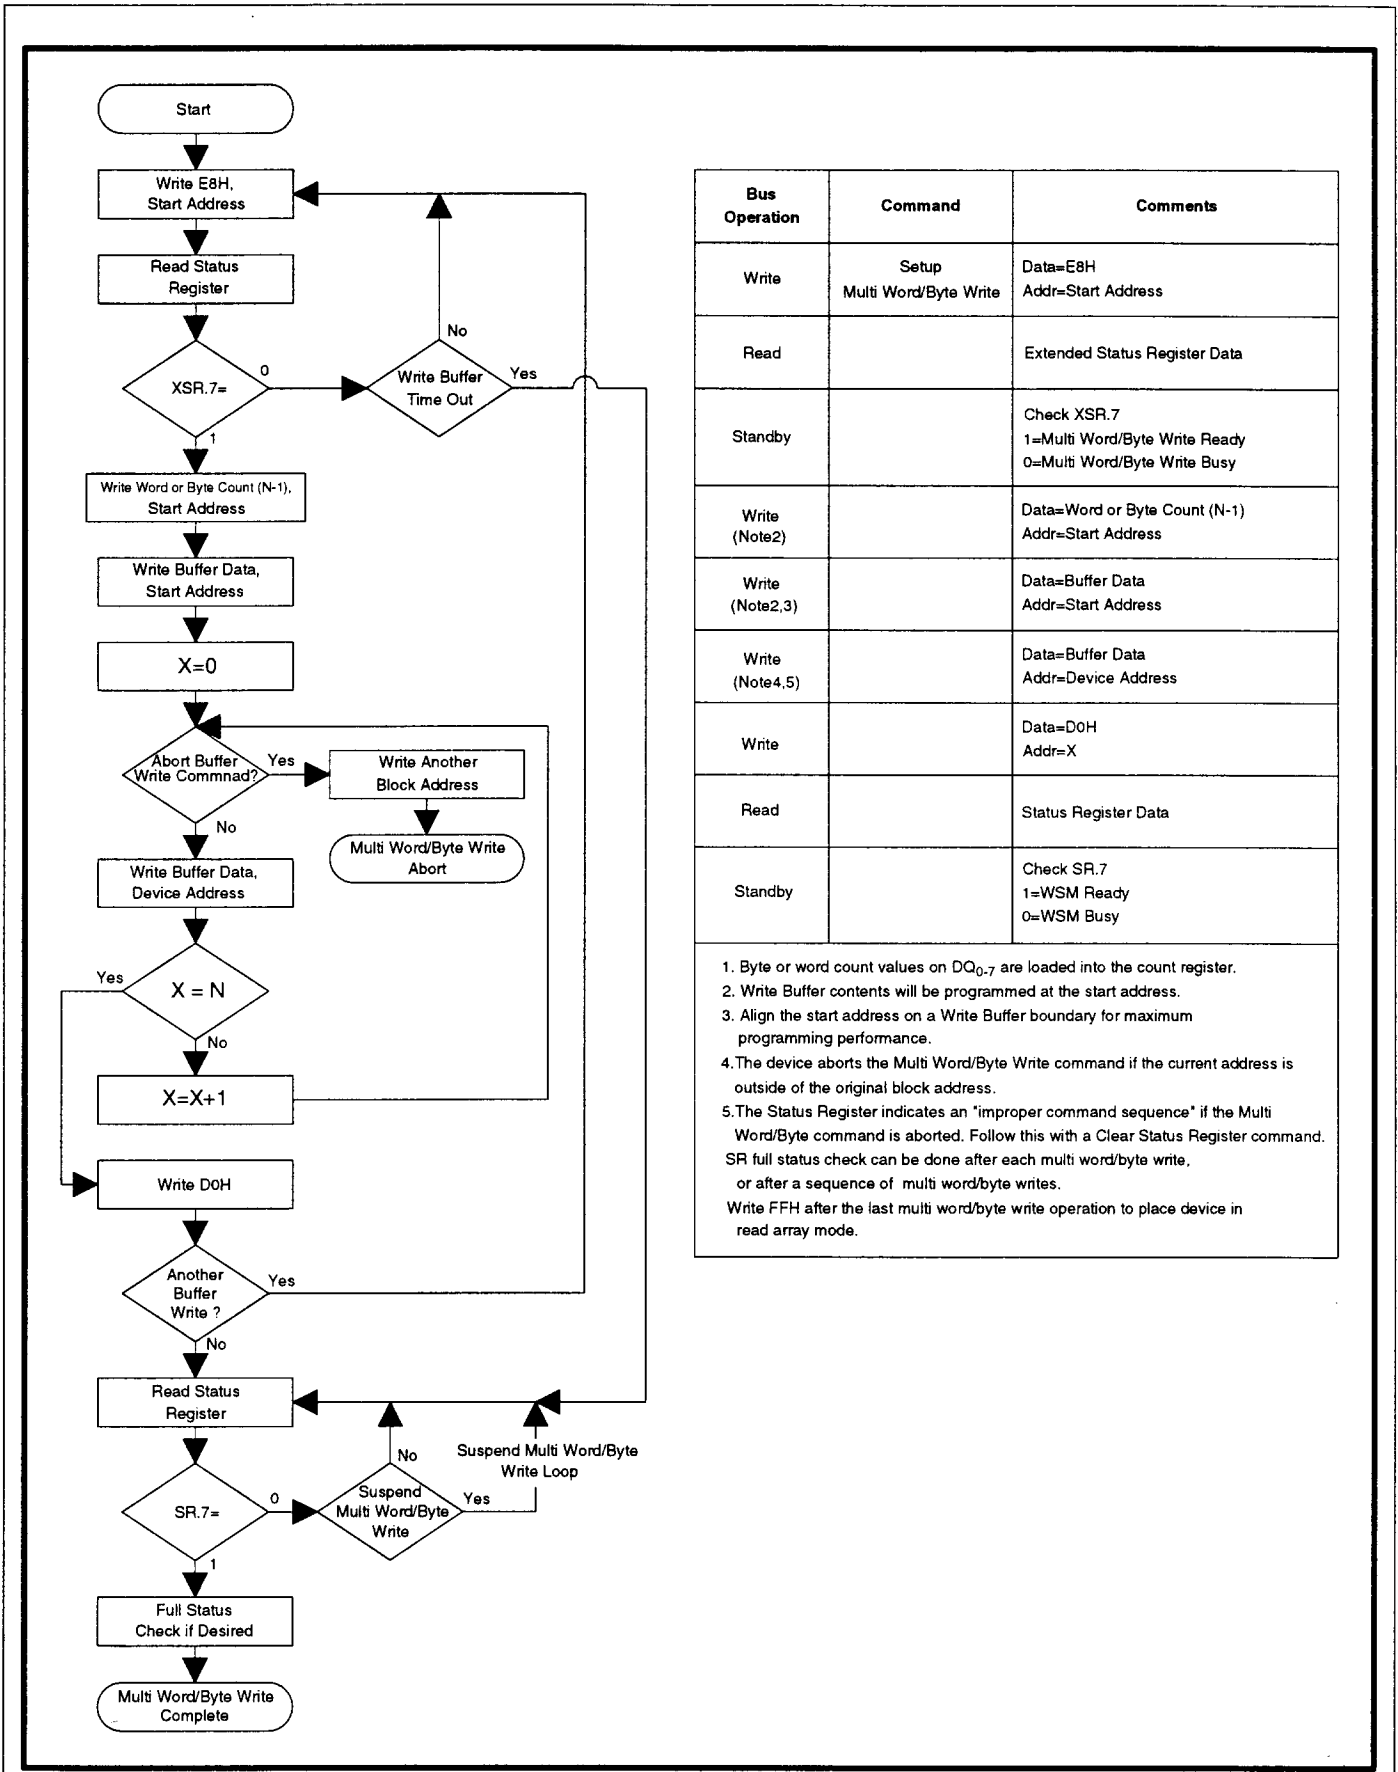 Start
Write E8H,
Start Address
Read Status
Register
XSR.7=
0
1
No
Write Buffer
Time Out
Yes
Write Word or Byte Count (N-1),
Start Address
Write Buffer Data,
Start Address
X=0
Abort Buffer
Write Commnad?
Yes
No
Write Another
Block Address
Multi Word/Byte Write
Abort
Write Buffer Data,
Device Address
Yes
X = N
No
X=X+1
Write D0H
Another
Buffer
Write ?
Yes
No
Read Status
Register
SR.7=
0
1
No
Suspend
Multi Word/Byte
Write
Yes
Suspend Multi Word/Byte
Write Loop
Full Status
Check if Desired
Multi Word/Byte Write
Complete
Bus
Operation
Command
Comments
Write
Setup
Multi Word/Byte Write
Data=E8H
Addr=Start Address
Read
Extended Status Register Data
Standby
Check XSR.7
1=Multi Word/Byte Write Ready
0=Multi Word/Byte Write Busy
Write
(Note2)
Data=Word or Byte Count (N-1)
Addr=Start Address
Write
(Note2,3)
Data=Buffer Data
Addr=Start Address
Write
(Note4,5)
Data=Buffer Data
Addr=Device Address
Write
Data=D0H
Addr=X
Read
Status Register Data
Standby
Check SR.7
1=WSM Ready
0=WSM Busy
1. Byte or word count values on DQ0-7 are loaded into the count register.
2. Write Buffer contents will be programmed at the start address.
3. Align the start address on a Write Buffer boundary for maximum
programming performance.
4.The device aborts the Multi Word/Byte Write command if the current address is
outside of the original block address.
5.The Status Register indicates an "improper command sequence" if the Multi
Word/Byte command is aborted. Follow this with a Clear Status Register command.
SR full status check can be done after each multi word/byte write,
or after a sequence of multi word/byte writes.
Write FFH after the last multi word/byte write operation to place device in
read array mode.